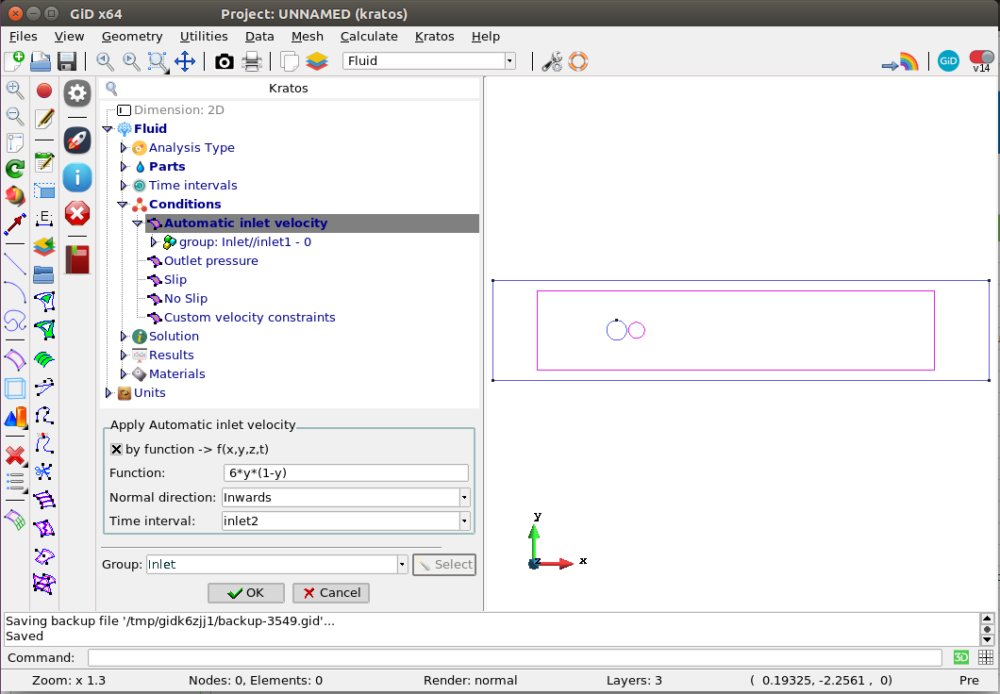 GiD x64 Project: UNNAMED (kratos)
Files View Geometry Utilities Data Mesh Calculate Kratos Help
Fluid GiD v14
Kratos
Dimension: 2D
Fluid
Analysis Type
Parts
Time intervals
Conditions
Automatic inlet velocity
group: Inlet//inlet1 - 0
Outlet pressure
Slip
No Slip
Custom velocity constraints
Solution
Results
Materials
Units
Apply Automatic inlet velocity
by function -> f(x,y,z,t)
Function: 6*y*(1-y)
Normal direction: Inwards
Time interval: inlet2
Group: Inlet Select
OK Cancel
y
z x
Saving backup file '/tmp/gidk6zjj1/backup-3549.gid'...
Saved
Command: 3D
Zoom: x 1.3 Nodes: 0, Elements: 0 Render: normal Layers: 3 ( 0.19325, -2.2561 , 0) Pre